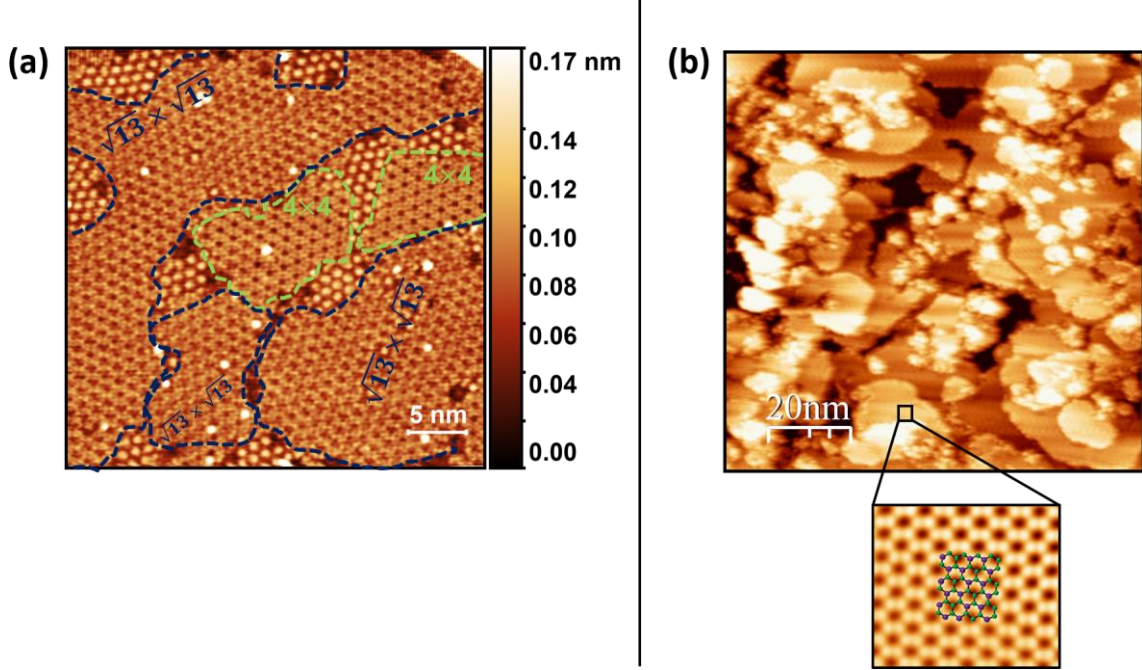 (a)
√13 × √13
4×4
4×4
√13 × √13
√13 × √13
5 nm
0.17 nm
0.14
0.12
0.10
0.08
0.06
0.04
0.00
(b)
20nm